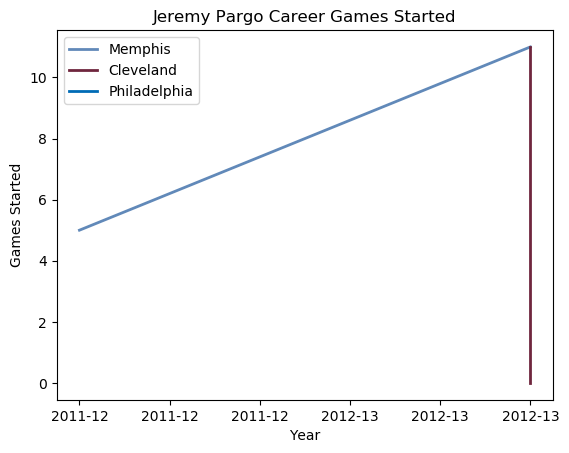 Jeremy Pargo Career Games Started
Memphis
Cleveland
Philadelphia
Games Started
10
8
6
4
2
0
2011-12 2011-12 2011-12 2012-13 2012-13 2012-13
Year